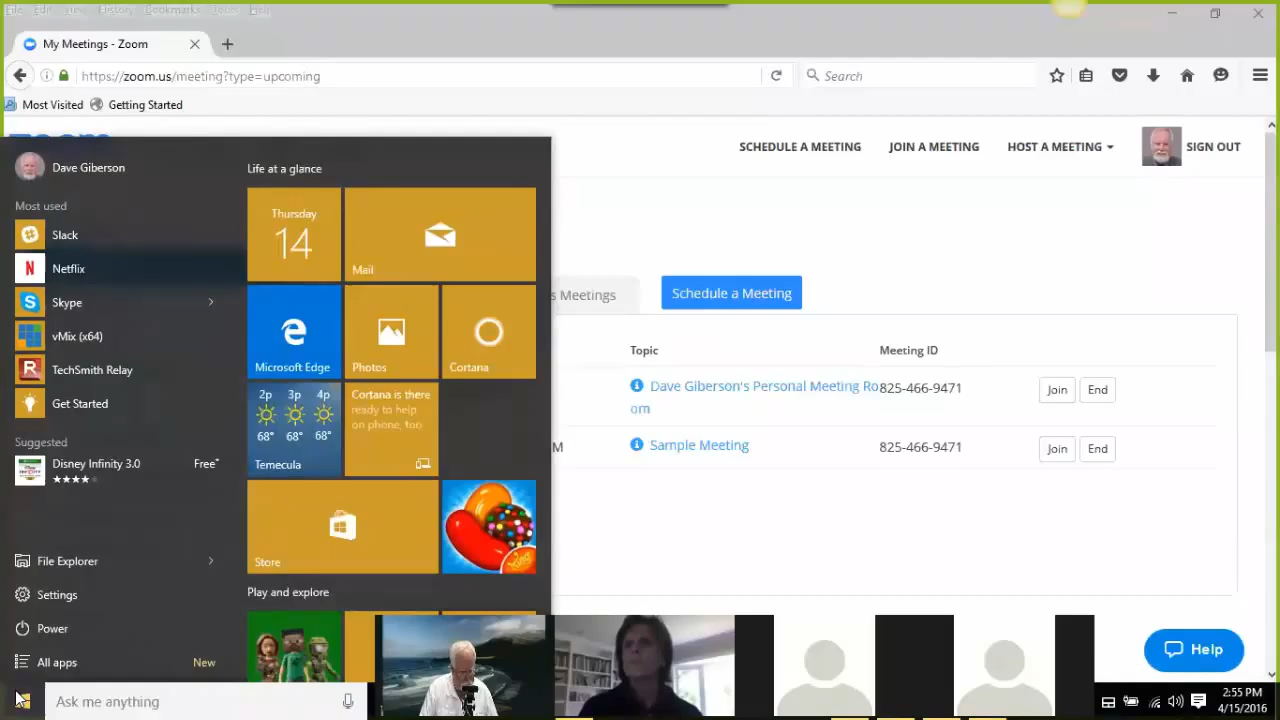 File Edit View History Bookmarks Tools Help
My Meetings - Zoom
https://zoom.us/meeting?type=upcoming
Search
Most Visited Getting Started
zoom
SCHEDULE A MEETING JOIN A MEETING HOST A MEETING SIGN OUT
s Meetings
Schedule a Meeting
Topic Meeting ID
Dave Giberson's Personal Meeting Ro 825-466-9471 Join End
om
M Sample Meeting 825-466-9471 Join End
Dave Giberson
Most used
Slack
Netflix
Skype
vMix (x64)
TechSmith Relay
Get Started
Suggested
Disney Infinity 3.0 Free*
File Explorer
Settings
Power
All apps New
Life at a glance
Thursday
14
Mail
Microsoft Edge
Photos
Cortana
2p 3p 4p
68° 68° 68°
Temecula
Cortana is there
ready to help
on phone, too
Store
King
Play and explore
Ask me anything
Help
2:55 PM
4/15/2016